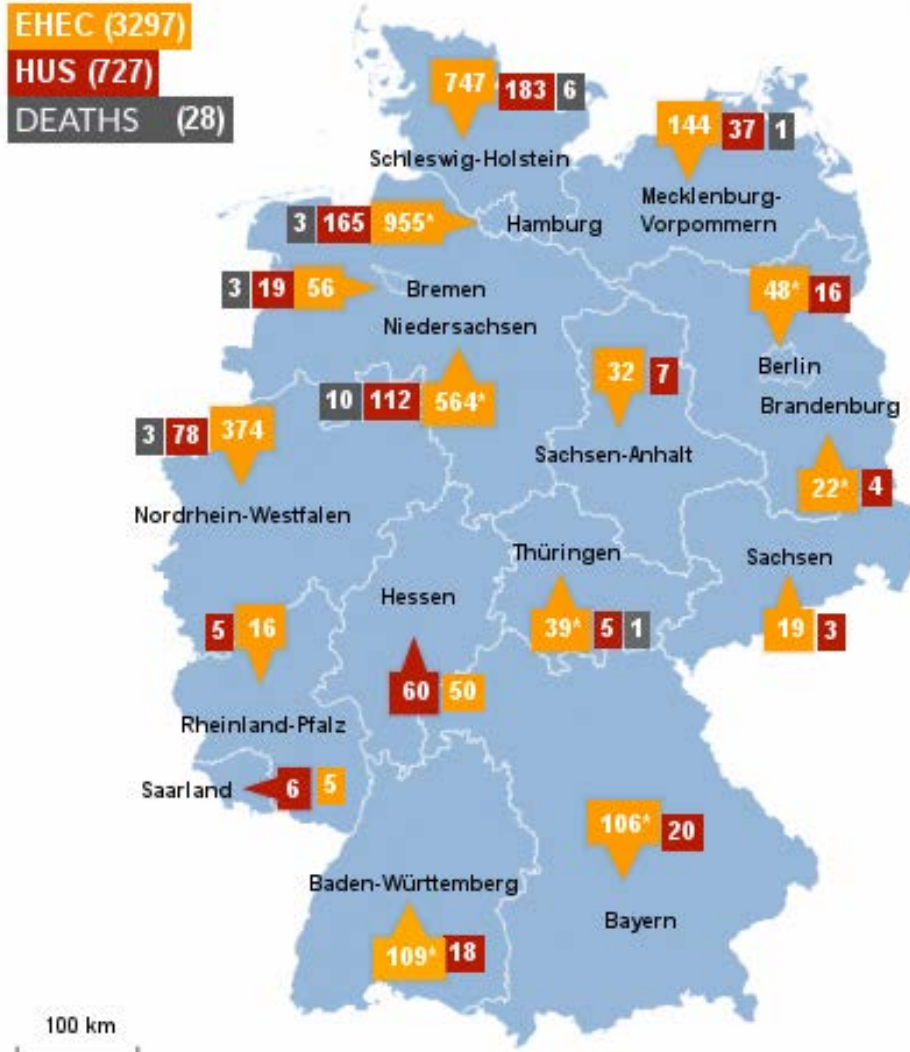 EHEC (3297)
HUS (727)
DEATHS (28)
747 183 6
Schleswig-Holstein
144 37 1
Mecklenburg-
Vorpommern
3 165 955*
Hamburg
3 19 56
Bremen
48* 16
Berlin
Niedersachsen
10 112 564*
32 7
Sachsen-Anhalt
Brandenburg
22* 4
3 78 374
Nordrhein-Westfalen
Thüringen
39* 5 1
Sachsen
19 3
Hessen
60 50
5 16
Rheinland-Pfalz
Saarland
6 5
106* 20
Bayern
Baden-Württemberg
109* 18
100 km